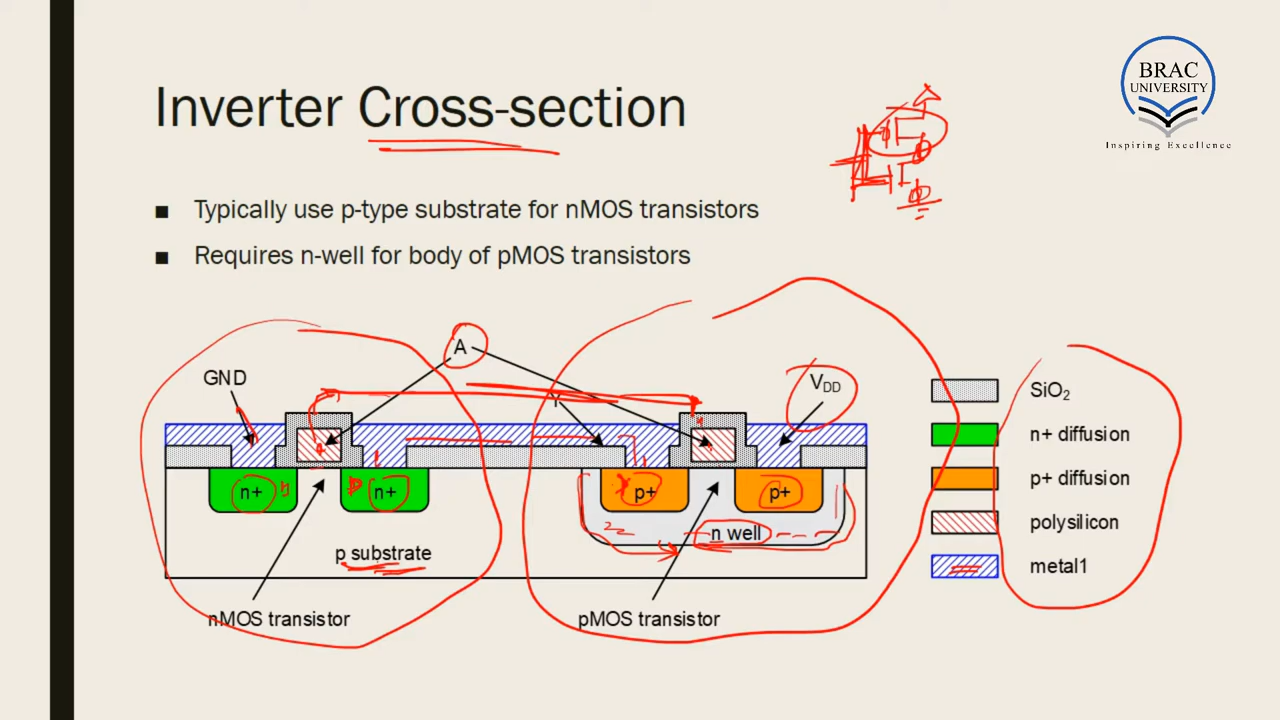 Inverter Cross-section
BRAC
UNIVERSITY
Inspiring Excellence
■ Typically use p-type substrate for nMOS transistors
■ Requires n-well for body of pMOS transistors
A
GND
Y
VDD
n+
n+
p+
p+
n well
p substrate
nMOS transistor
pMOS transistor
SiO2
n+ diffusion
p+ diffusion
polysilicon
metal1